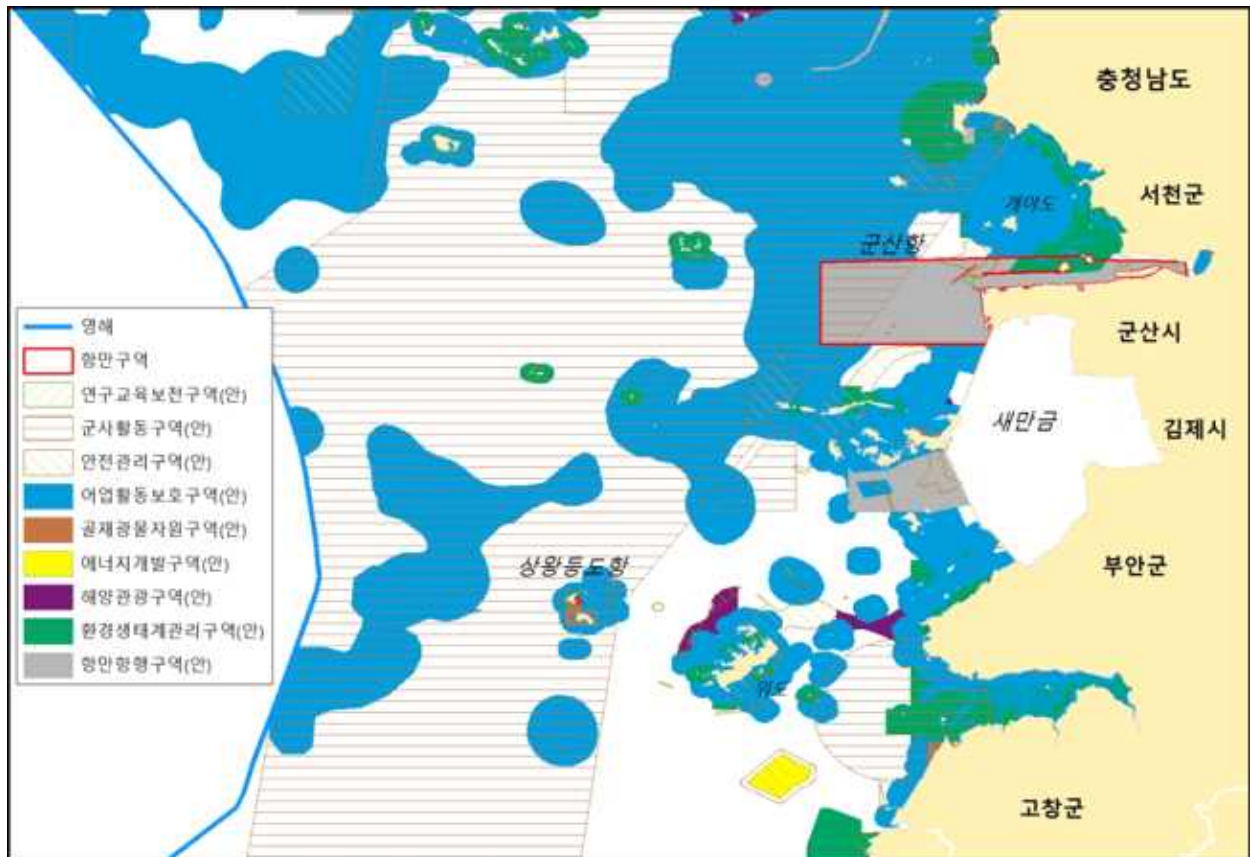 충청남도
서천군
개야도
군산항
군산시
새만금
김제시
부안군
상왕등도항
위도
고창군
영해
항만구역
연구교육보전구역(안)
군사활동구역(안)
안전관리구역(안)
어업활동보호구역(안)
골재광물자원구역(안)
에너지개발구역(안)
해양관광구역(안)
환경생태계관리구역(안)
항만항행구역(안)